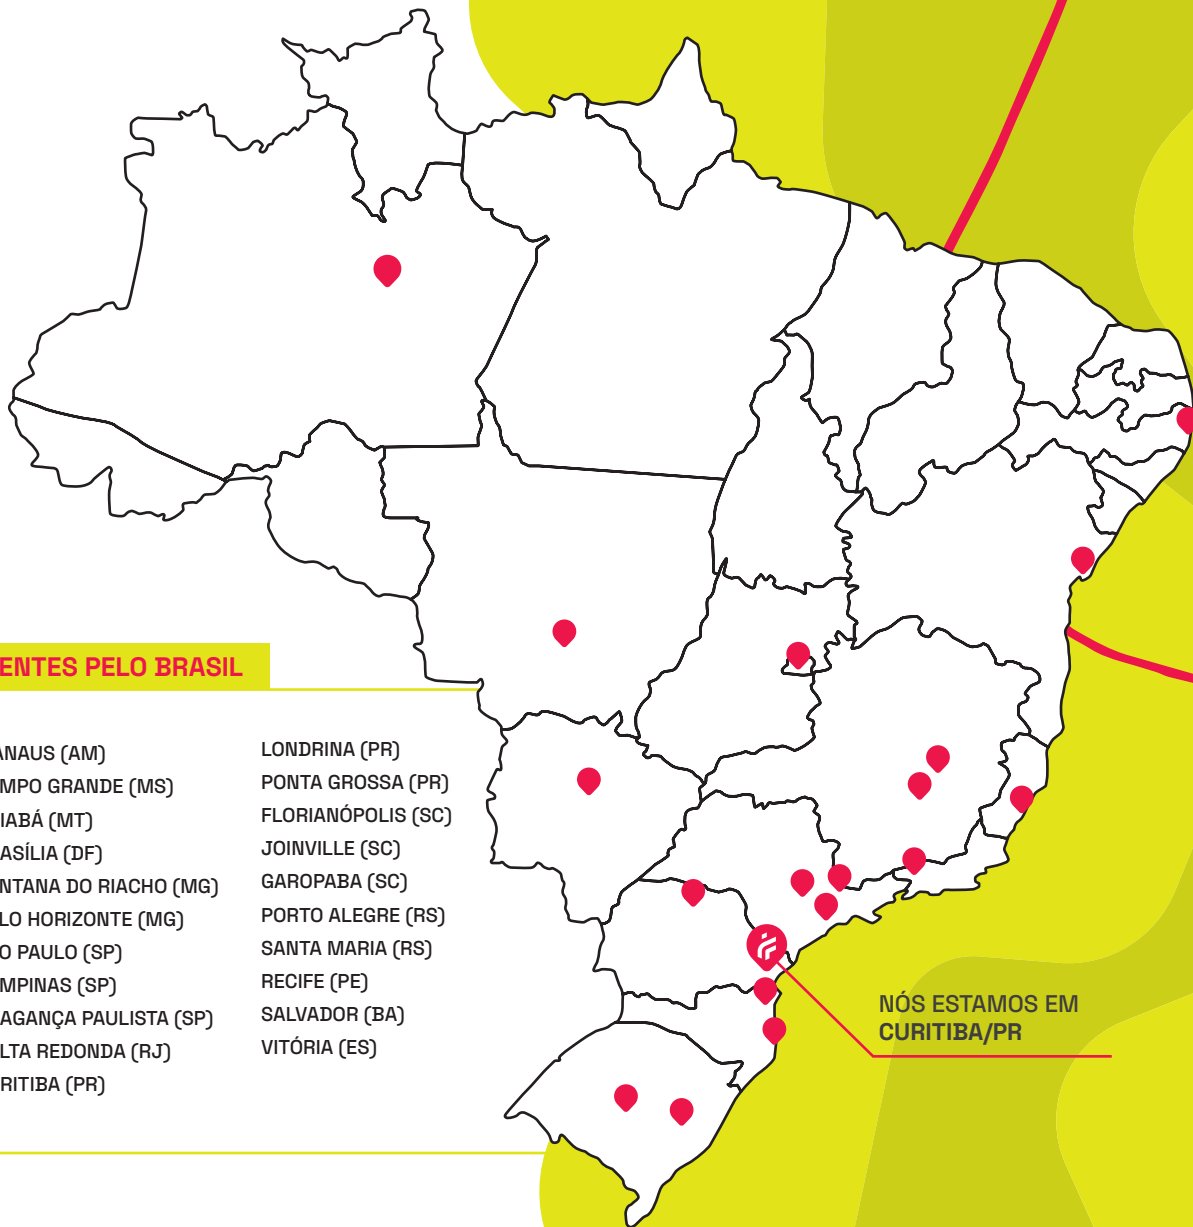 ENTES PELO BRASIL
ANAUS (AM)
MPO GRANDE (MS)
IABÁ (MT)
ASÍLIA (DF)
NTANA DO RIACHO (MG)
LO HORIZONTE (MG)
O PAULO (SP)
MPINAS (SP)
AGANÇA PAULISTA (SP)
LTA REDONDA (RJ)
RITIBA (PR)
LONDRINA (PR)
PONTA GROSSA (PR)
FLORIANÓPOLIS (SC)
JOINVILLE (SC)
GAROPABA (SC)
PORTO ALEGRE (RS)
SANTA MARIA (RS)
RECIFE (PE)
SALVADOR (BA)
VITÓRIA (ES)
NÓS ESTAMOS EM
CURITIBA/PR